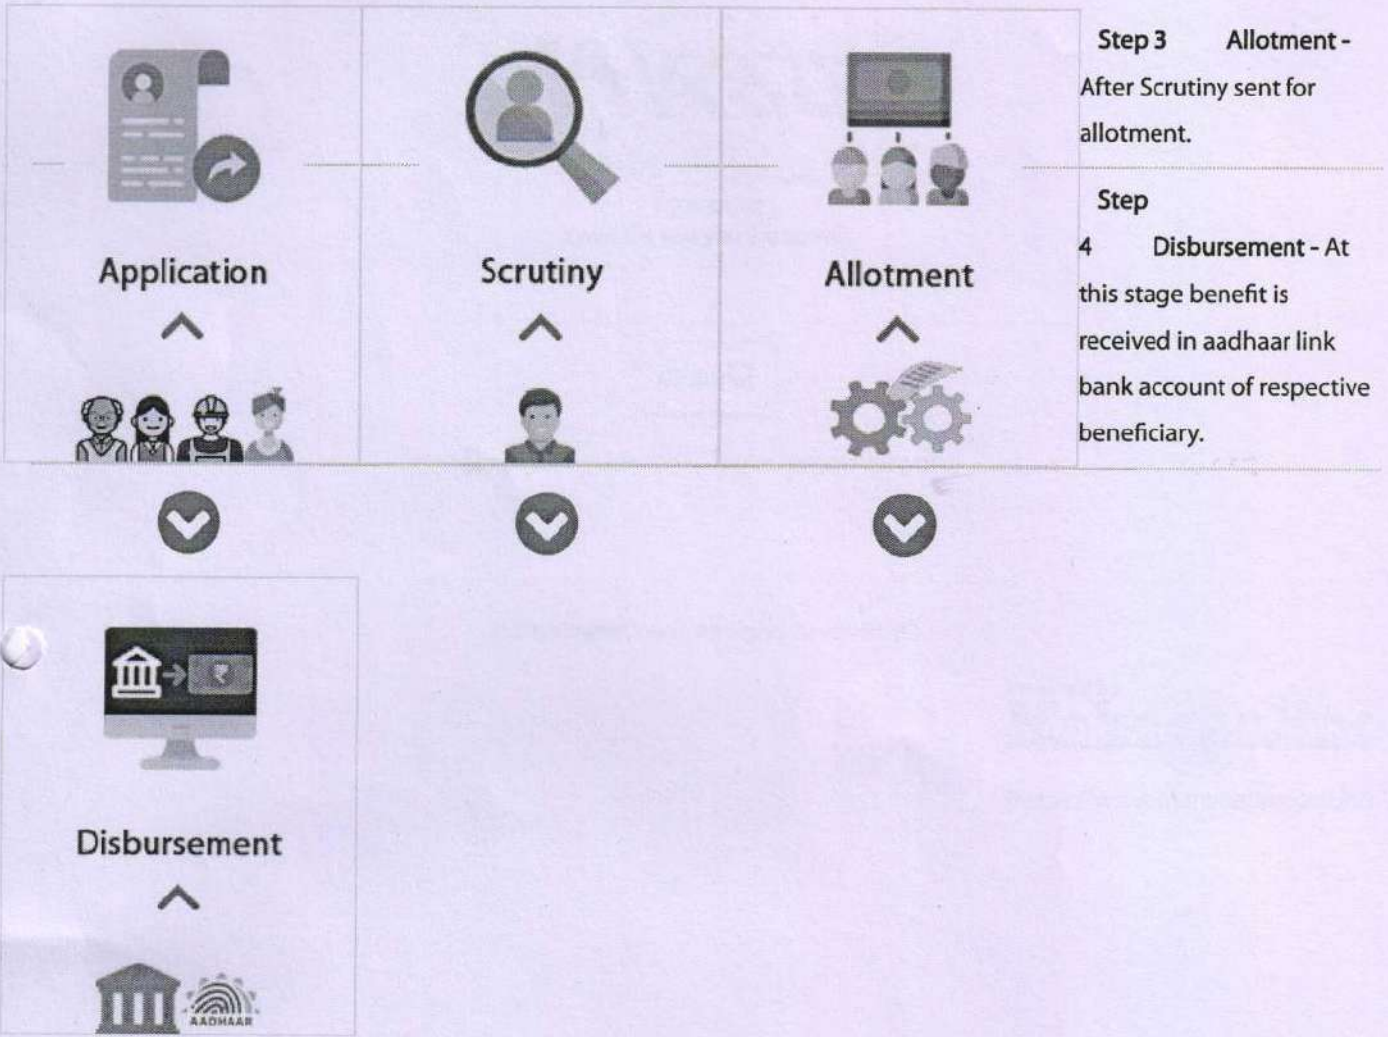 Step 3 Allotment -
After Scrutiny sent for
allotment.
Step
4 Disbursement - At
this stage benefit is
received in aadhaar link
bank account of respective
beneficiary.
Application
Scrutiny
Allotment
₹
Disbursement
AADHAAR